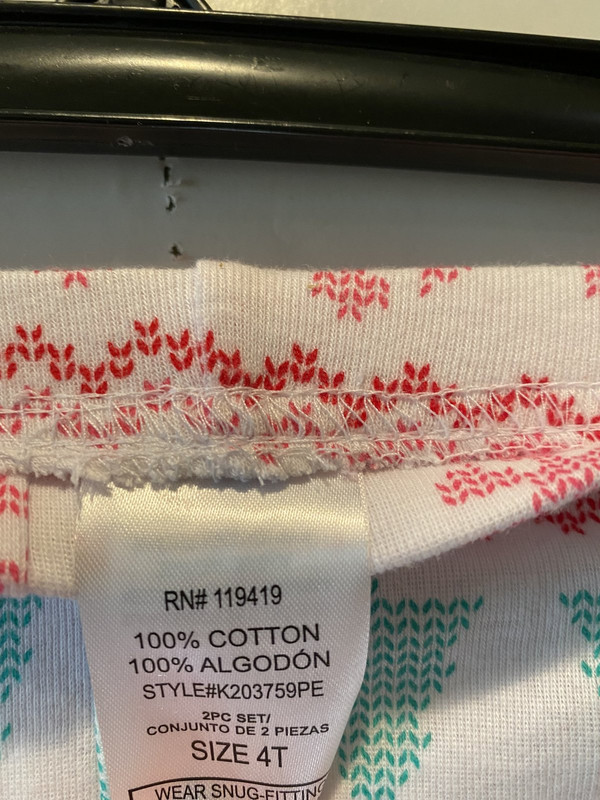 RN# 119419
100% COTTON
100% ALGODÓN
STYLE#K203759PE
2PC SET/
CONJUNTO DE 2 PIEZAS
SIZE 4T
WEAR SNUG-FITTING